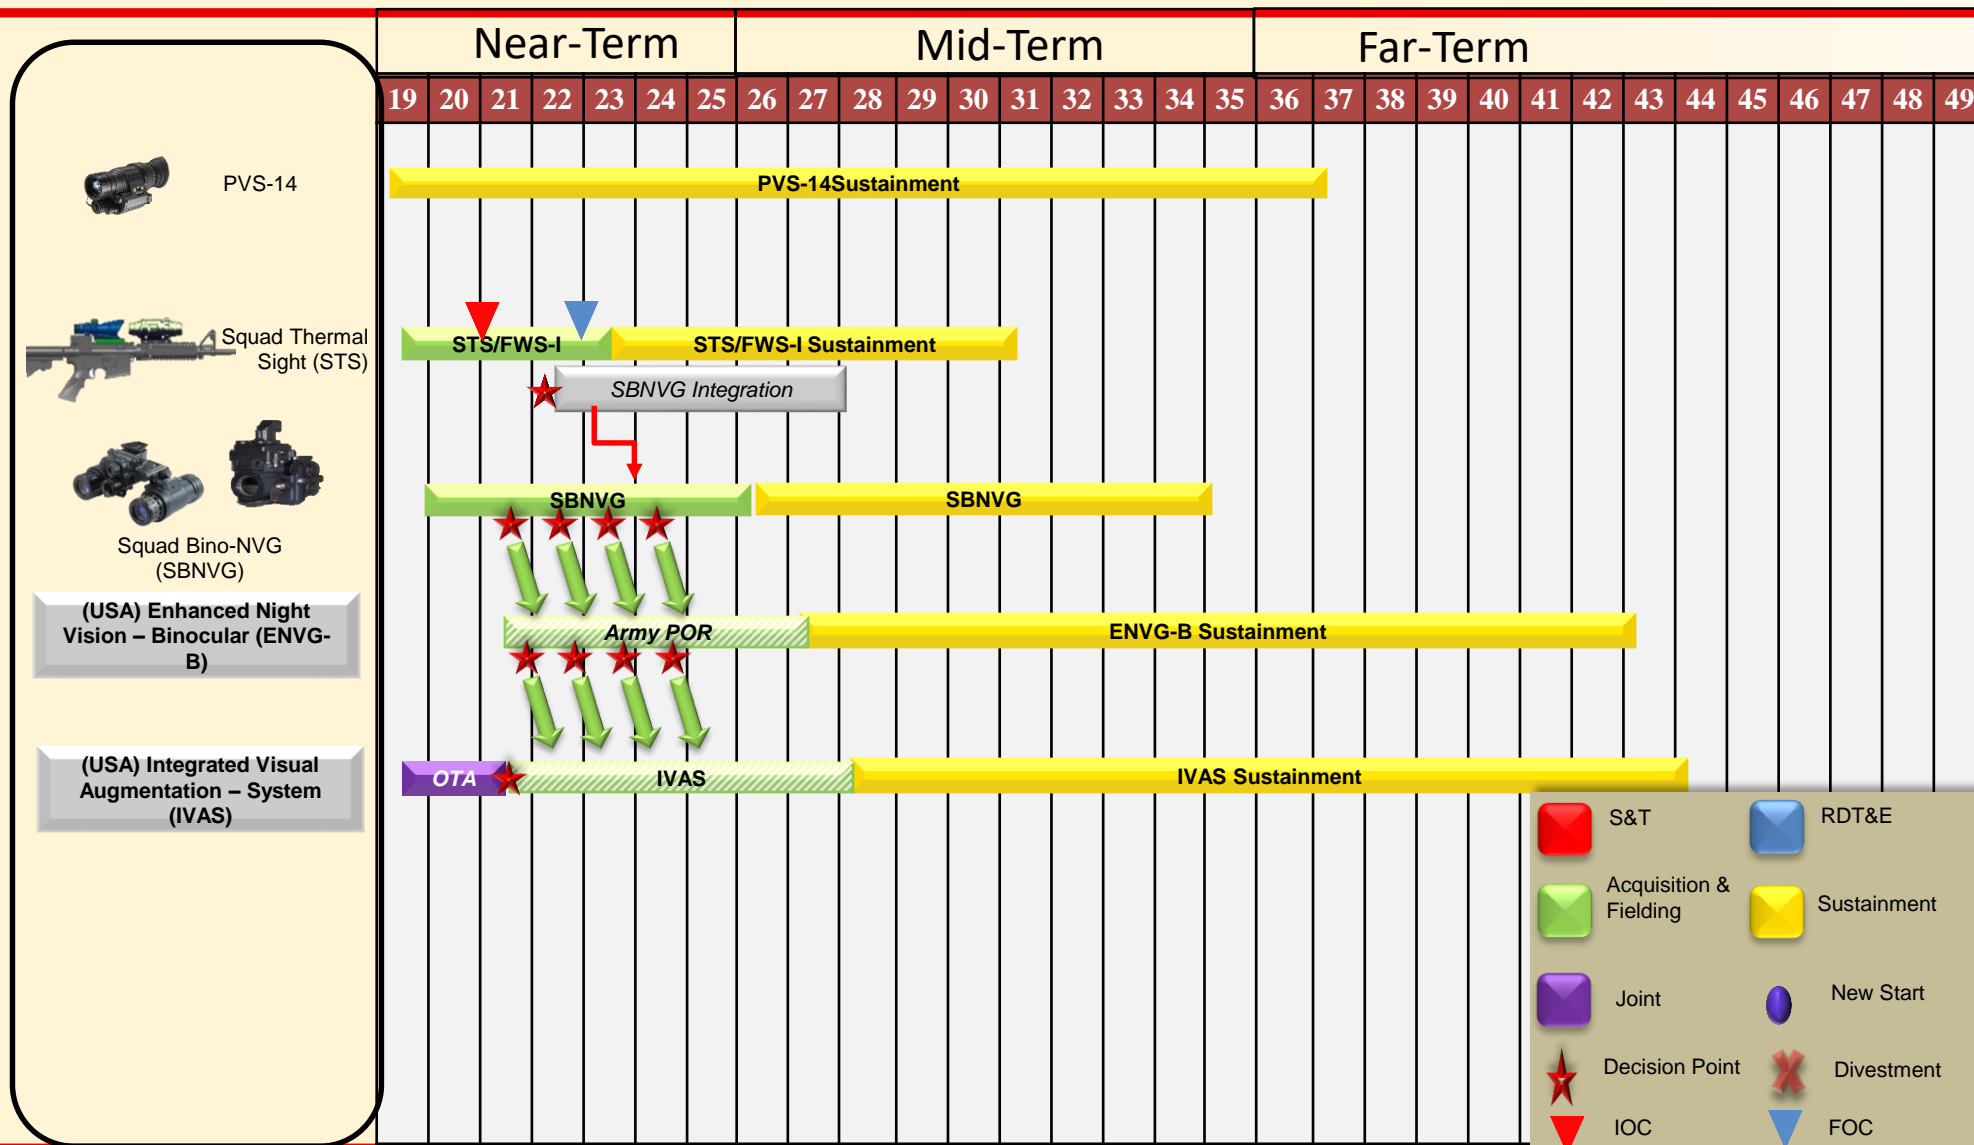 Near-Term Mid-Term Far-Term
19 20 21 22 23 24 25 26 27 28 29 30 31 32 33 34 35 36 37 38 39 40 41 42 43 44 45 46 47 48 49
PVS-14
PVS-14Sustainment
Squad Thermal
Sight (STS)
STS/FWS-I
STS/FWS-I Sustainment
SBNVG Integration
SBNVG
SBNVG
Squad Bino-NVG
(SBNVG)
(USA) Enhanced Night
Vision – Binocular (ENVG-
B)
Army POR
ENVG-B Sustainment
(USA) Integrated Visual
Augmentation – System
(IVAS)
OTA
IVAS
IVAS Sustainment
S&T
RDT&E
Acquisition &
Fielding
Sustainment
Joint
New Start
Decision Point
Divestment
IOC
FOC